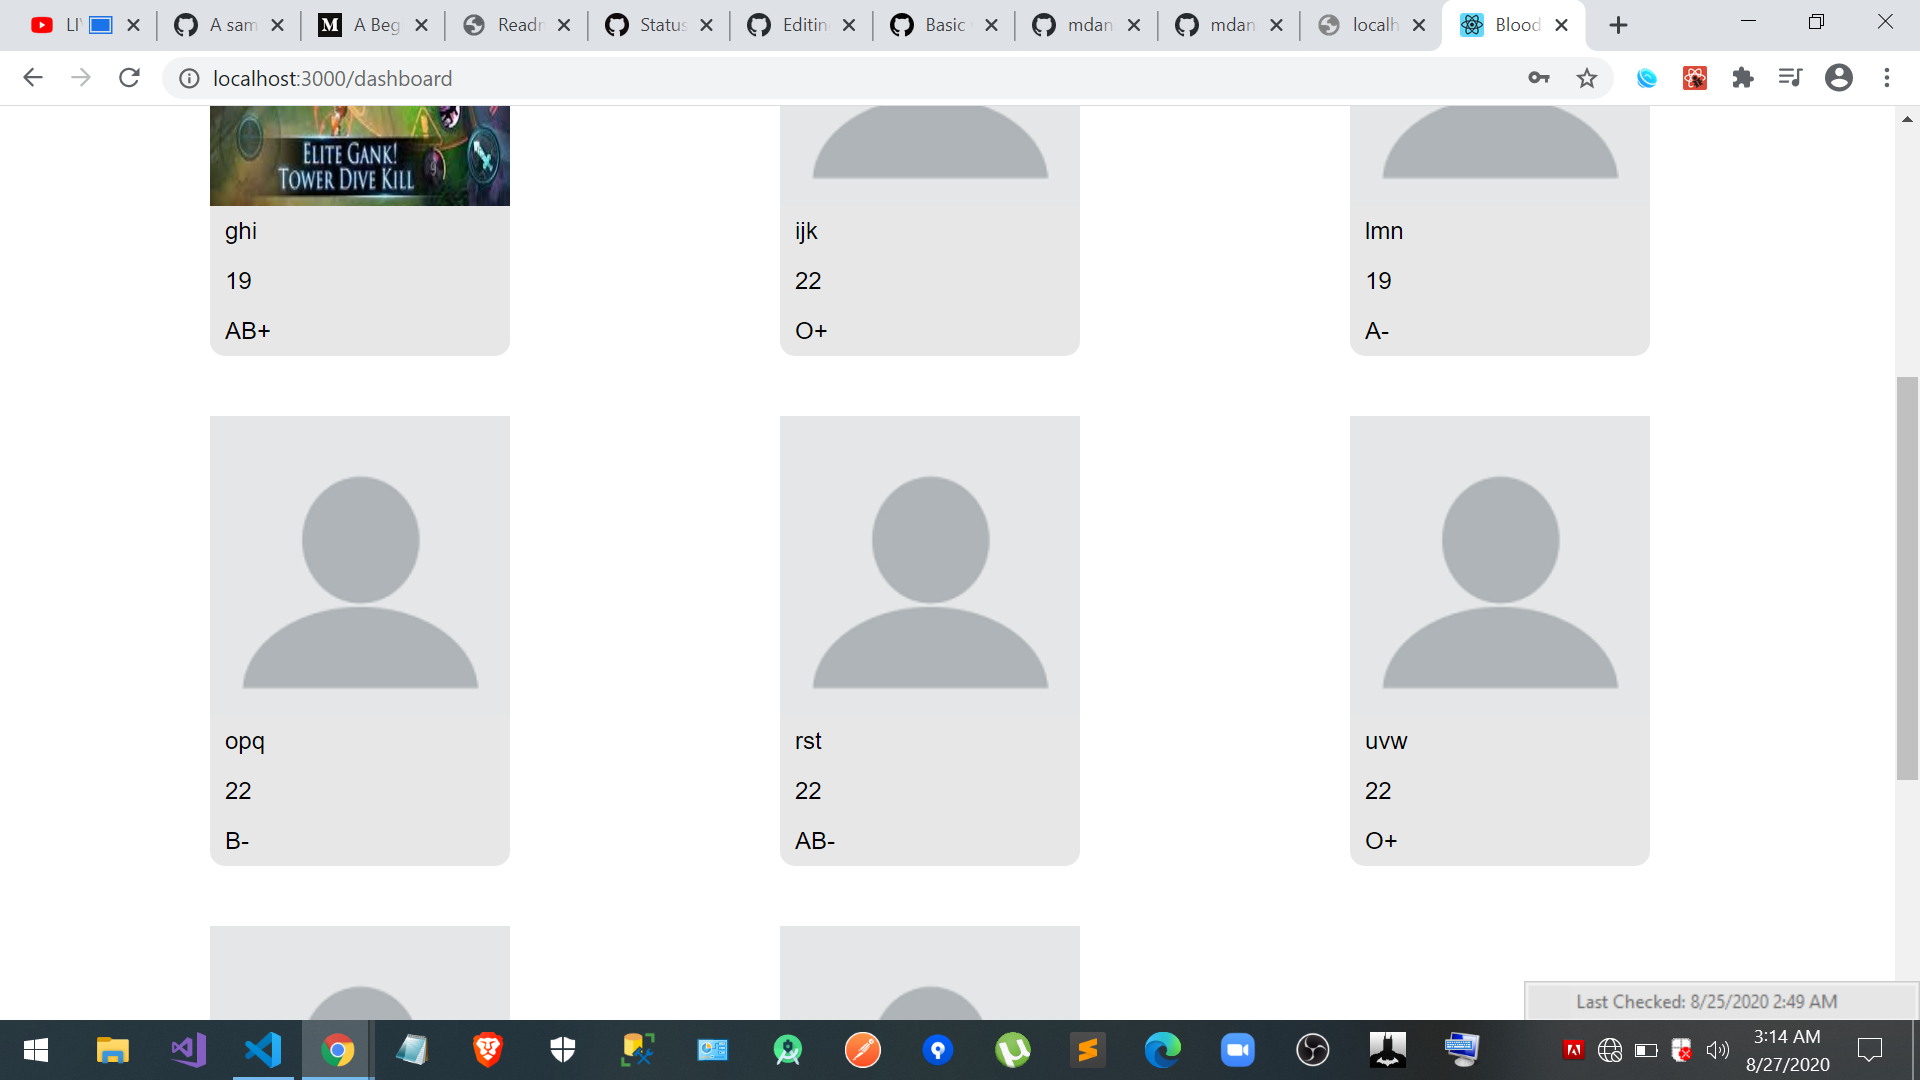 A sam
A Beg
Readr
Status
Editin
Basic
mdan
mdan
localh
Blood
localhost:3000/dashboard
ELITE GANK!
TOWER DIVE KILL
9
ghi
19
AB+
ijk
22
O+
lmn
19
A-
opq
22
B-
rst
22
AB-
uvw
22
O+
Last Checked: 8/25/2020 2:49 AM
3:14 AM
8/27/2020